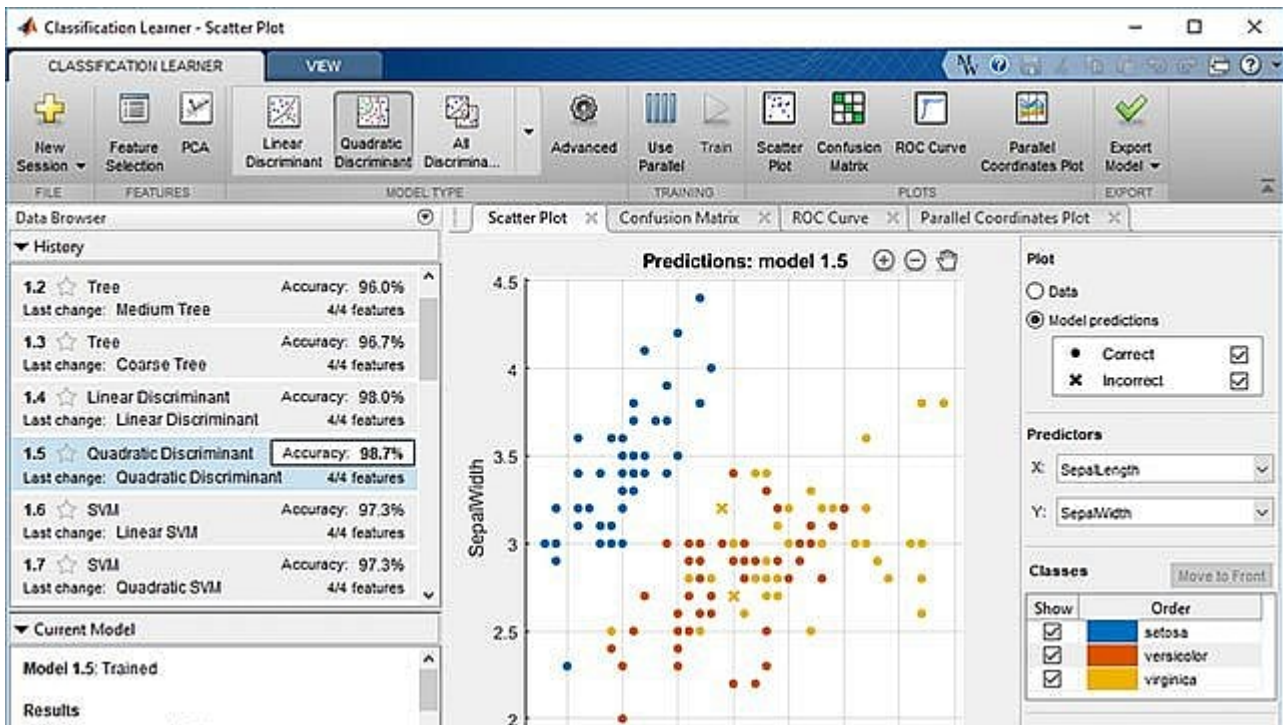 Classification Learner - Scatter Plot
CLASSIFICATION LEARNER VIEW
New Session
Feature Selection
PCA
Linear Discriminant
Quadratic Discriminant
All Discrimina...
Advanced
Use Parallel
Train
Scatter Plot
Confusion Matrix
ROC Curve
Parallel Coordinates Plot
Export Model
FILE FEATURES MODEL TYPE TRAINING PLOTS EXPORT
Data Browser
History
1.2 Tree Accuracy: 96.0%
Last change: Medium Tree 4/4 features
1.3 Tree Accuracy: 96.7%
Last change: Coarse Tree 4/4 features
1.4 Linear Discriminant Accuracy: 98.0%
Last change: Linear Discriminant 4/4 features
1.5 Quadratic Discriminant Accuracy: 98.7%
Last change: Quadratic Discriminant 4/4 features
1.6 SVM Accuracy: 97.3%
Last change: Linear SVM 4/4 features
1.7 SVM Accuracy: 97.3%
Last change: Quadratic SVM 4/4 features
Current Model
Model 1.5: Trained
Results
Scatter Plot Confusion Matrix ROC Curve Parallel Coordinates Plot
Predictions: model 1.5
4.5
4
3.5
3
2.5
2
SepalWidth
Plot
Data
Model predictions
Correct
Incorrect
Predictors
X: SepalLength
Y: SepalWidth
Classes Move to Front
Show Order
setosa
versicolor
virginica